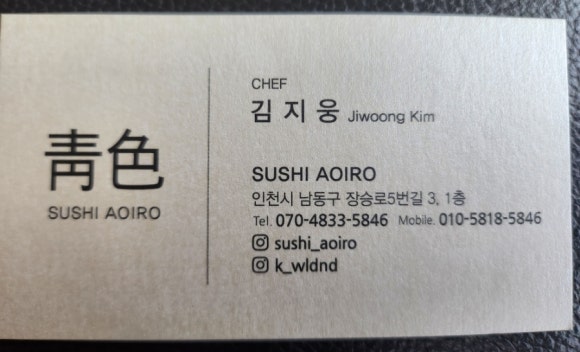 靑色
SUSHI AOIRO
CHEF
김지웅 Jiwoong Kim
SUSHI AOIRO
인천시 남동구 장승로5번길 3, 1층
Tel. 070-4833-5846 Mobile. 010-5818-5846
sushi_aoiro
k_wldnd